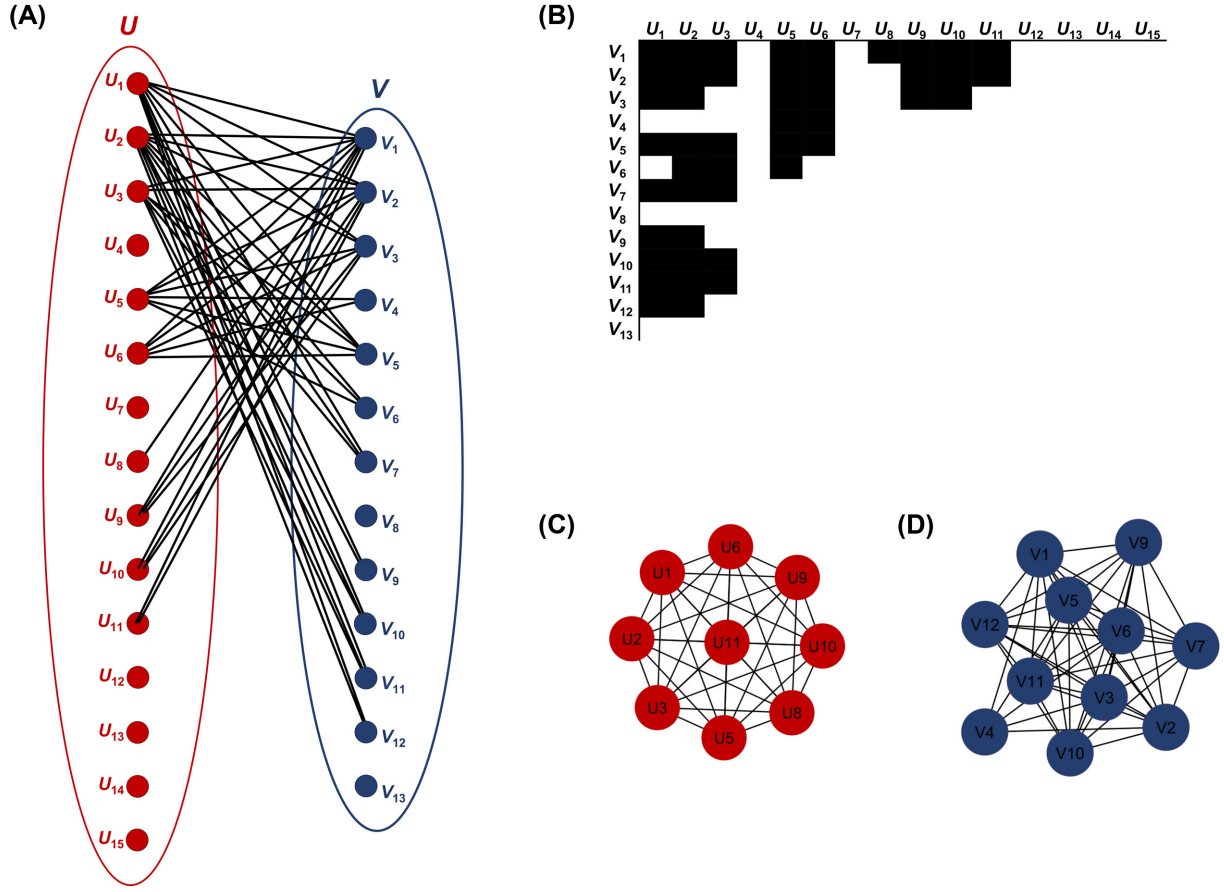 (A)
U
V
U1
U2
U3
U4
U5
U6
U7
U8
U9
U10
U11
U12
U13
U14
U15
V1
V2
V3
V4
V5
V6
V7
V8
V9
V10
V11
V12
V13
(B)
U1 U2 U3 U4 U5 U6 U7 U8 U9 U10 U11 U12 U13 U14 U15
V1
V2
V3
V4
V5
V6
V7
V8
V9
V10
V11
V12
V13
(C)
U6
U1 U9
U2 U11 U10
U3 U8
U5
(D)
V9
V1
V5
V12 V6
V7
V11
V3
V4 V2
V10